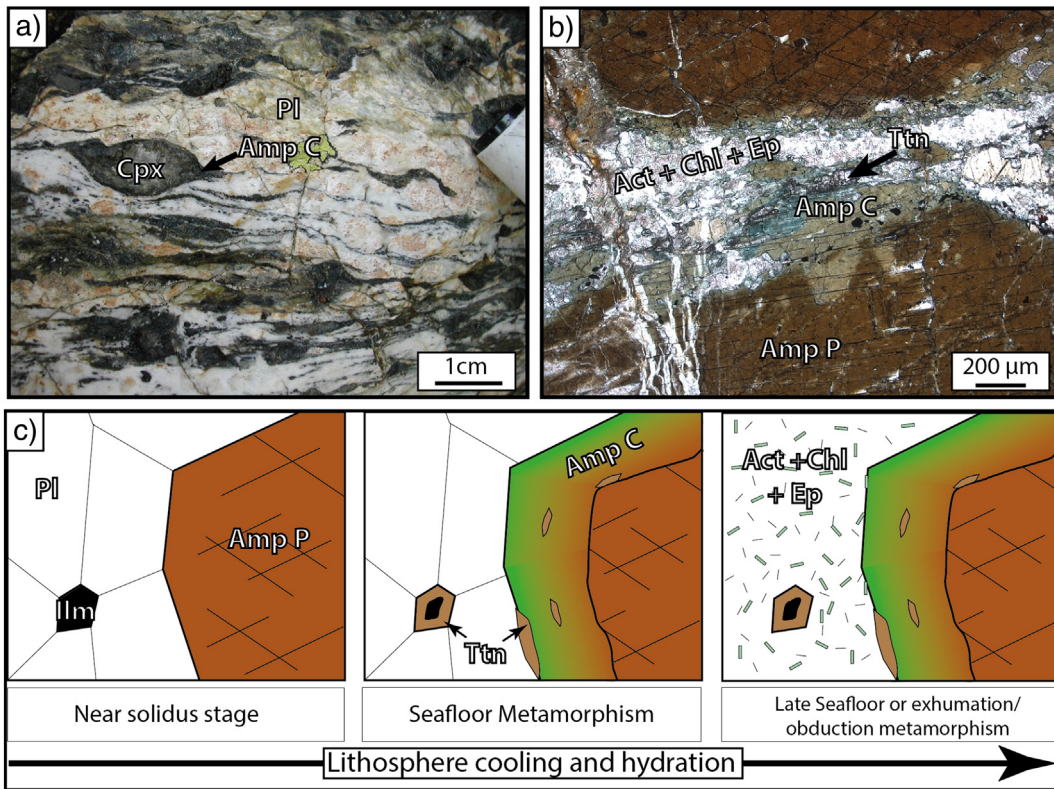 a)
Pl
Cpx
Amp C
1cm
b)
Ttn
Act + Chl + Ep
Amp C
Amp P
200 µm
c)
Pl
Amp P
Ilm
Near solidus stage
Amp C
Ttn
Seafloor Metamorphism
Act +Chl
+ Ep
Late Seafloor or exhumation/
obduction metamorphism
Lithosphere cooling and hydration